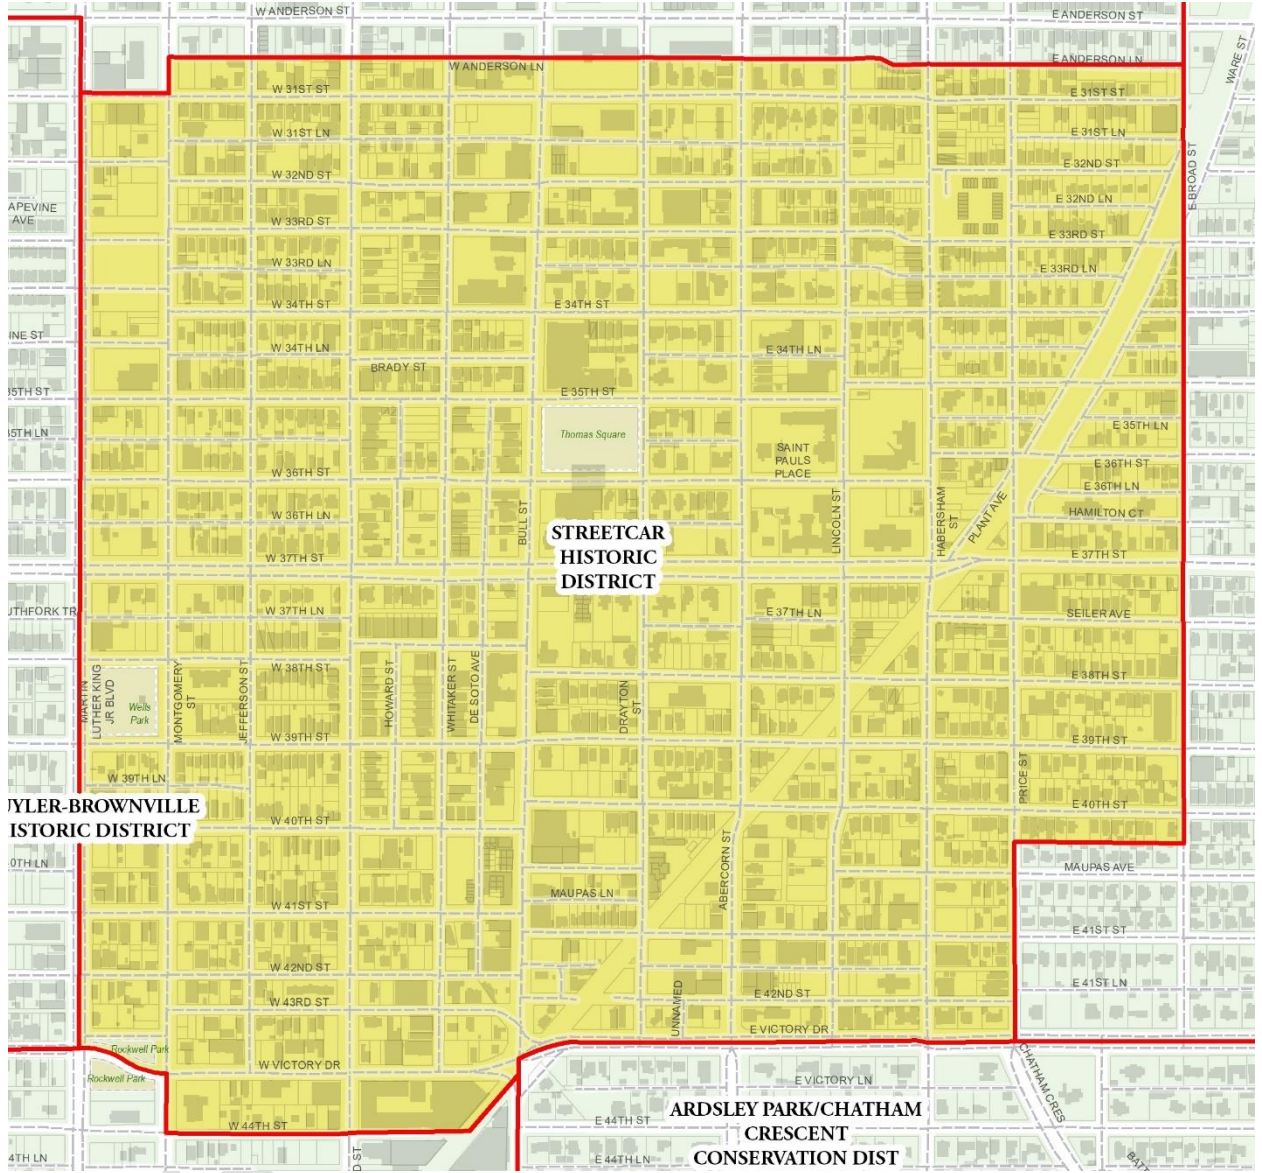 W ANDERSON ST
E ANDERSON ST
WARE ST
W ANDERSON LN
E ANDERSON LN
W 31ST ST
E 31ST ST
W 31ST LN
E 31ST LN
W 32ND ST
E 32ND ST
E BROAD ST
E 32ND LN
APEVINE
AVE
W 33RD ST
E 33RD ST
W 33RD LN
E 33RD LN
W 34TH ST
E 34TH ST
INE ST
W 34TH LN
E 34TH LN
BRADY ST
35TH ST
E 35TH ST
35TH LN
Thomas Square
E 35TH LN
W 36TH ST
SAINT
PAULS
PLACE
E 36TH ST
E 36TH LN
W 36TH LN
BULL ST
LINCOLN ST
HABERSHAM
ST
PLANT AVE
HAMILTON CT
STREETCAR
HISTORIC
DISTRICT
W 37TH ST
E 37TH ST
UTHFORK TR
W 37TH LN
E 37TH LN
SEILER AVE
MARTIN
LUTHER KING
JR BLVD
Wells
Park
MONTGOMERY
ST
JEFFERSON ST
W 38TH ST
HOWARD ST
WHITAKER ST
DE SOTO AVE
DRAYTON
ST
E 38TH ST
W 39TH ST
E 39TH ST
W 39TH LN
PRICE ST
UYLER-BROWNVILLE
ISTORIC DISTRICT
W 40TH ST
E 40TH ST
0TH LN
ABERCORN ST
MAUPAS AVE
MAUPAS LN
W 41ST ST
E 41ST ST
W 42ND ST
E 41ST LN
W 43RD ST
UNNAMED
E 42ND ST
E VICTORY DR
Rockwell Park
W VICTORY DR
CHATHAM CRES
Rockwell Park
E VICTORY LN
ARDSLEY PARK/CHATHAM
CRESCENT
CONSERVATION DIST
W 44TH ST
E 44TH ST
4TH LN
D ST
E 44TH LN
BAT